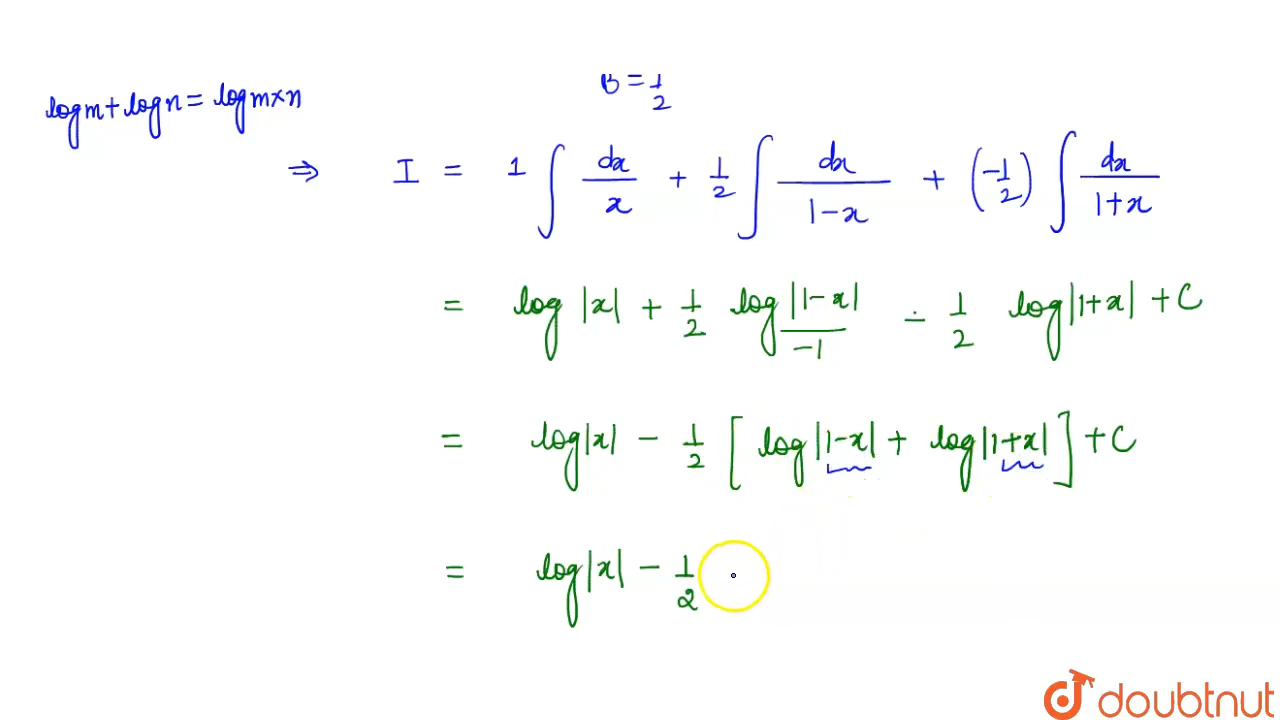 B = 1/2
log m + log n = log m×n
⇒ I = 1 ∫ dx/x + 1/2 ∫ dx/1−x + (−1/2) ∫ dx/1+x
= log |x| + 1/2 log |1−x|/−1 − 1/2 log |1+x| + C
= log |x| − 1/2 [ log |1−x| + log |1+x| ] + C
= log |x| − 1/2
doubtnut